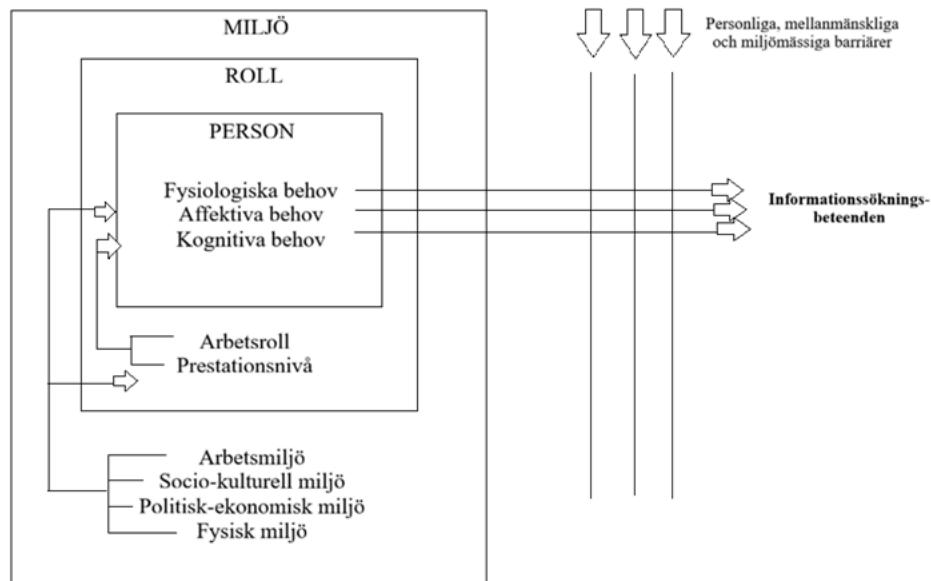 MILJÖ
ROLL
PERSON
Fysiologiska behov
Affektiva behov
Kognitiva behov
Arbetsroll
Prestationsnivå
Arbetsmiljö
Socio-kulturell miljö
Politisk-ekonomisk miljö
Fysisk miljö
Personliga, mellanmänskliga
och miljömässiga barriärer
Informationssöknings-
beteenden